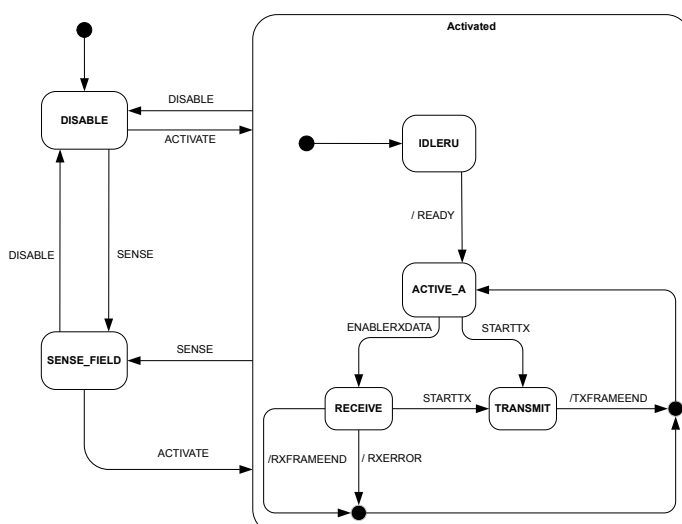 Activated
DISABLE
DISABLE
ACTIVATE
IDLERU
/ READY
DISABLE
SENSE
ACTIVE_A
ENABLERXDATA
STARTTX
SENSE_FIELD
SENSE
RECEIVE
STARTTX
TRANSMIT
/TXFRAMEEND
ACTIVATE
/RXFRAMEEND
/ RXERROR